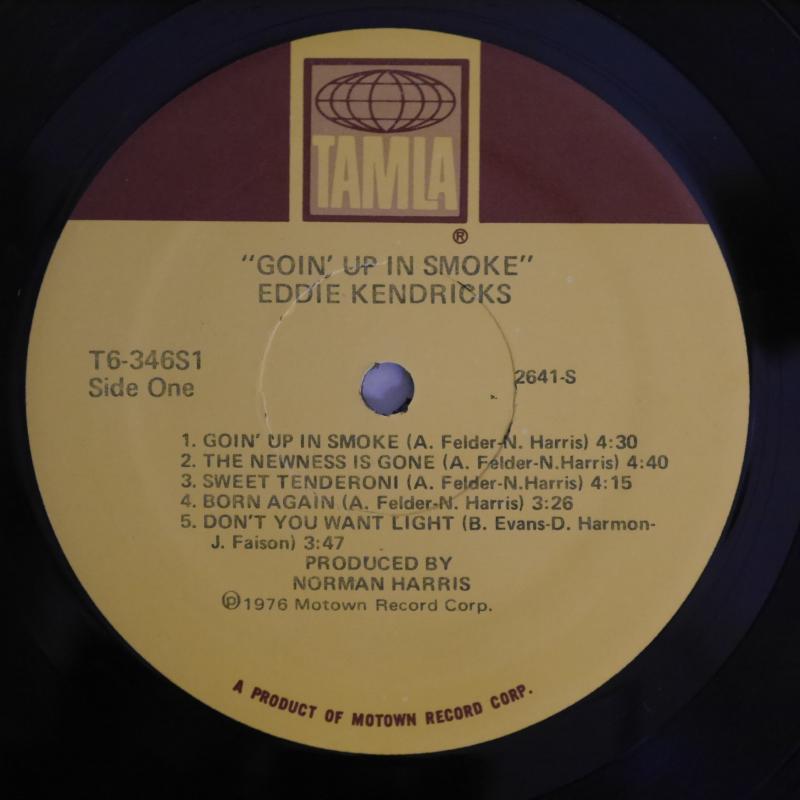 TAMLA
®
"GOIN' UP IN SMOKE"
EDDIE KENDRICKS
T6-346S1
Side One
2641-S
1. GOIN' UP IN SMOKE (A. Felder-N. Harris) 4:30
2. THE NEWNESS IS GONE (A. Felder-N.Harris) 4:40
3. SWEET TENDERONI (A. Felder-N.Harris) 4:15
4. BORN AGAIN (A. Felder-N. Harris) 3:26
5. DON'T YOU WANT LIGHT (B. Evans-D. Harmon-
J. Faison) 3:47
PRODUCED BY
NORMAN HARRIS
℗1976 Motown Record Corp.
A PRODUCT OF MOTOWN RECORD CORP.